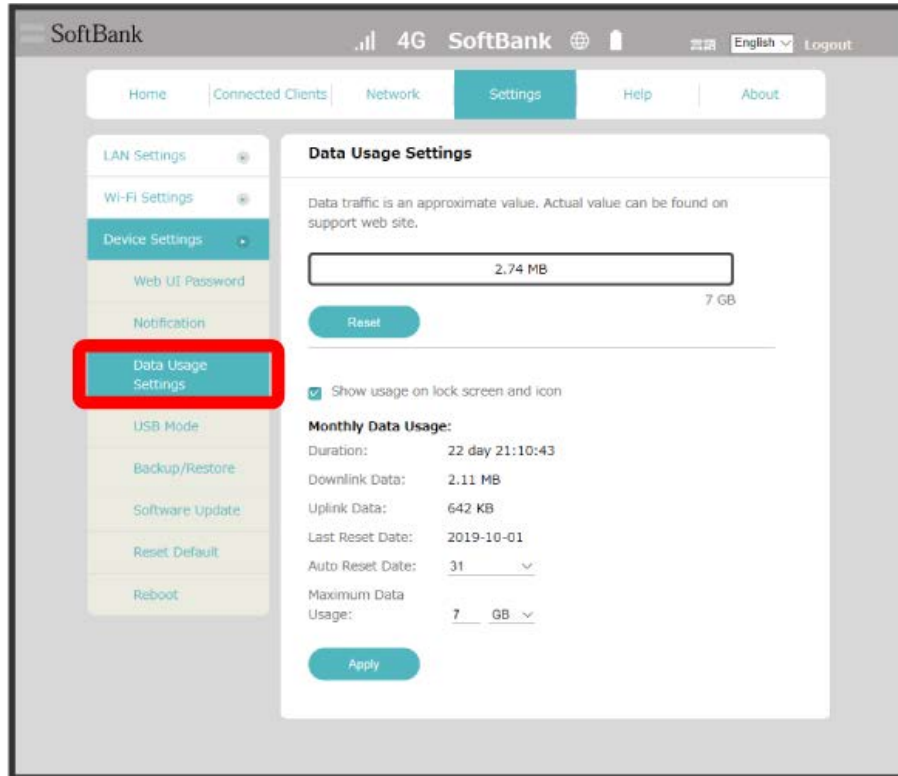 SoftBank
4G SoftBank
言語 English Logout
Home Connected Clients Network Settings Help About
LAN Settings
Wi-Fi Settings
Device Settings
Web UI Password
Notification
Data Usage
Settings
USB Mode
Backup/Restore
Software Update
Reset Default
Reboot
Data Usage Settings
Data traffic is an approximate value. Actual value can be found on
support web site.
2.74 MB
7 GB
Reset
Show usage on lock screen and icon
Monthly Data Usage:
Duration: 22 day 21:10:43
Downlink Data: 2.11 MB
Uplink Data: 642 KB
Last Reset Date: 2019-10-01
Auto Reset Date: 31
Maximum Data
Usage: 7 GB
Apply